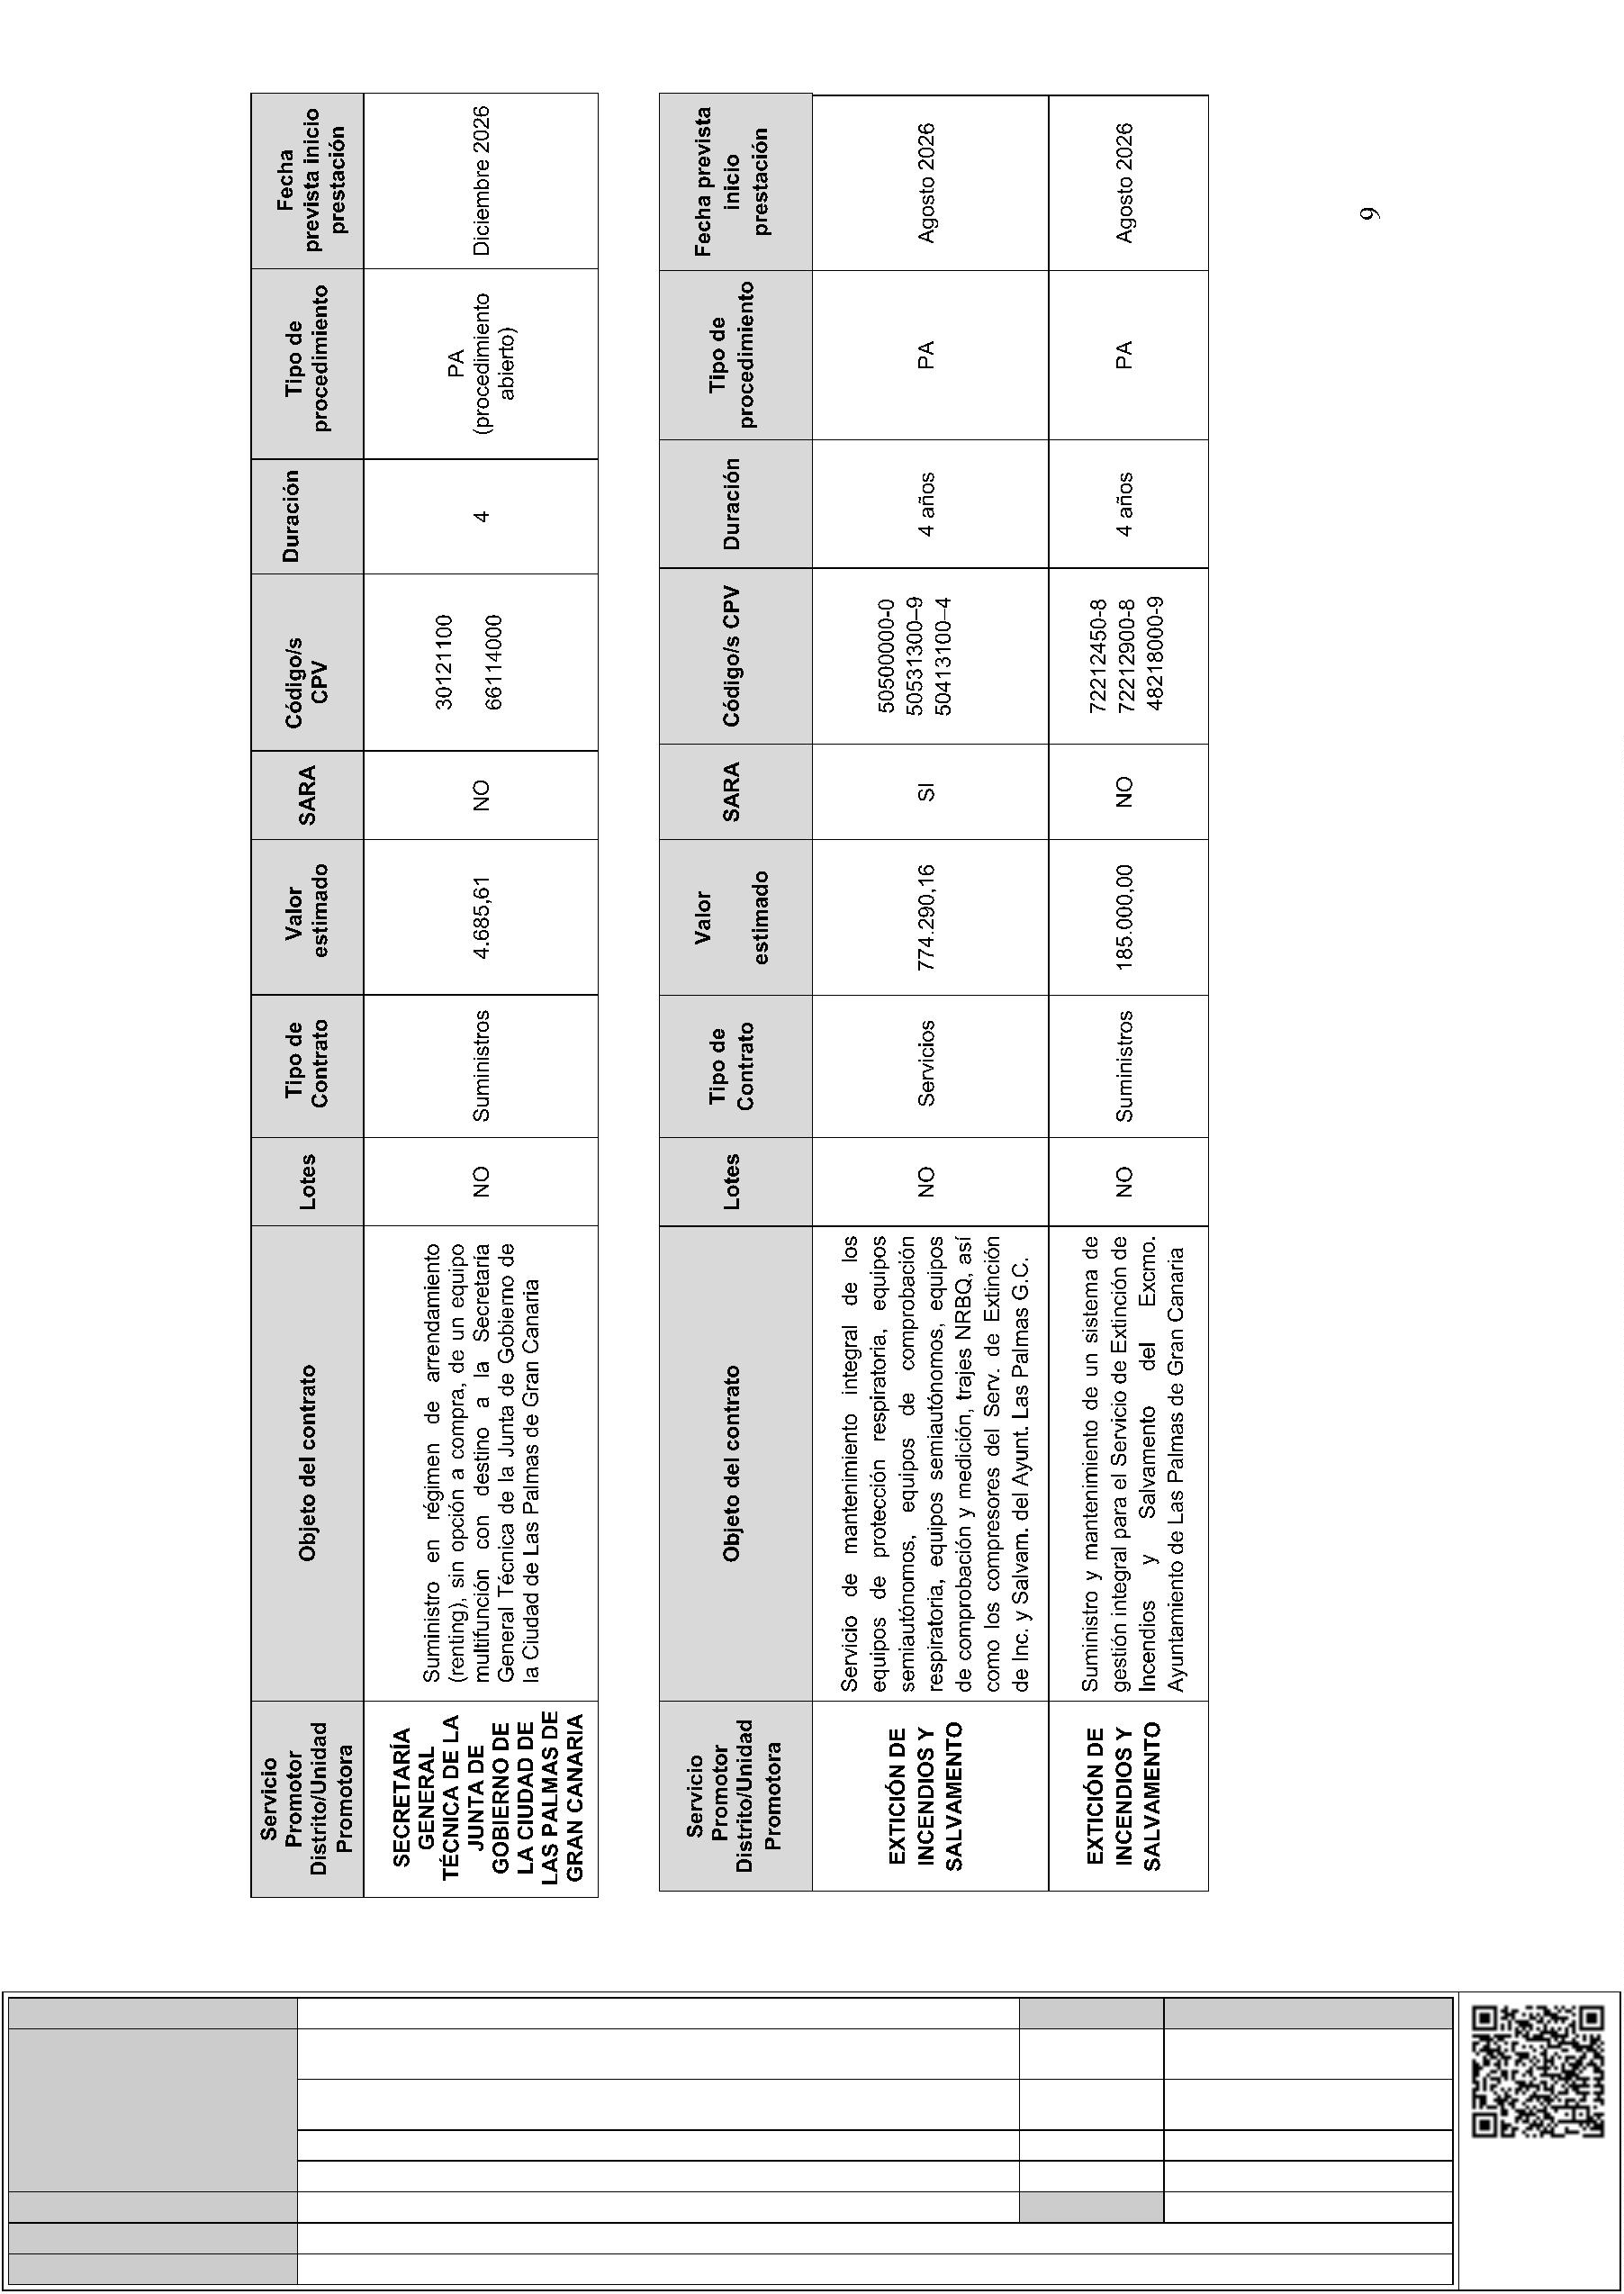 Servicio
Promotor
Distrito/Unidad
Promotora
Objeto del contrato
Lotes
Tipo de
Contrato
Valor
estimado
SARA
Código/s
CPV
Duración
Tipo de
procedimiento
Fecha
prevista inicio
prestación
SECRETARÍA
GENERAL
TÉCNICA DE LA
JUNTA DE
GOBIERNO DE
LA CIUDAD DE
LAS PALMAS DE
GRAN CANARIA
Suministro en régimen de arrendamiento
(renting), sin opción a compra, de un equipo
multifunción con destino a la Secretaría
General Técnica de la Junta de Gobierno de
la Ciudad de Las Palmas de Gran Canaria
NO
Suministros
4.685,61
NO
30121100
66114000
4
PA
(procedimiento
abierto)
Diciembre 2026
Servicio
Promotor
Distrito/Unidad
Promotora
Objeto del contrato
Lotes
Tipo de
Contrato
Valor
estimado
SARA
Código/s CPV
Duración
Tipo de
procedimiento
Fecha prevista
inicio
prestación
EXTICIÓN DE
INCENDIOS Y
SALVAMENTO
Servicio de mantenimiento integral de los
equipos de protección respiratoria, equipos
semiautónomos, equipos de comprobación
respiratoria, equipos semiautónomos, equipos
de comprobación y medición, trajes NRBQ, así
como los compresores del Serv. de Extinción
de Inc. y Salvam. del Ayunt. Las Palmas G.C.
NO
Servicios
774.290,16
SI
50500000-0
50531300–9
50413100–4
4 años
PA
Agosto 2026
EXTICIÓN DE
INCENDIOS Y
SALVAMENTO
Suministro y mantenimiento de un sistema de
gestión integral para el Servicio de Extinción de
Incendios y Salvamento del Excmo.
Ayuntamiento de Las Palmas de Gran Canaria
NO
Suministros
185.000,00
NO
72212450-8
72212900-8
48218000-9
4 años
PA
Agosto 2026
9